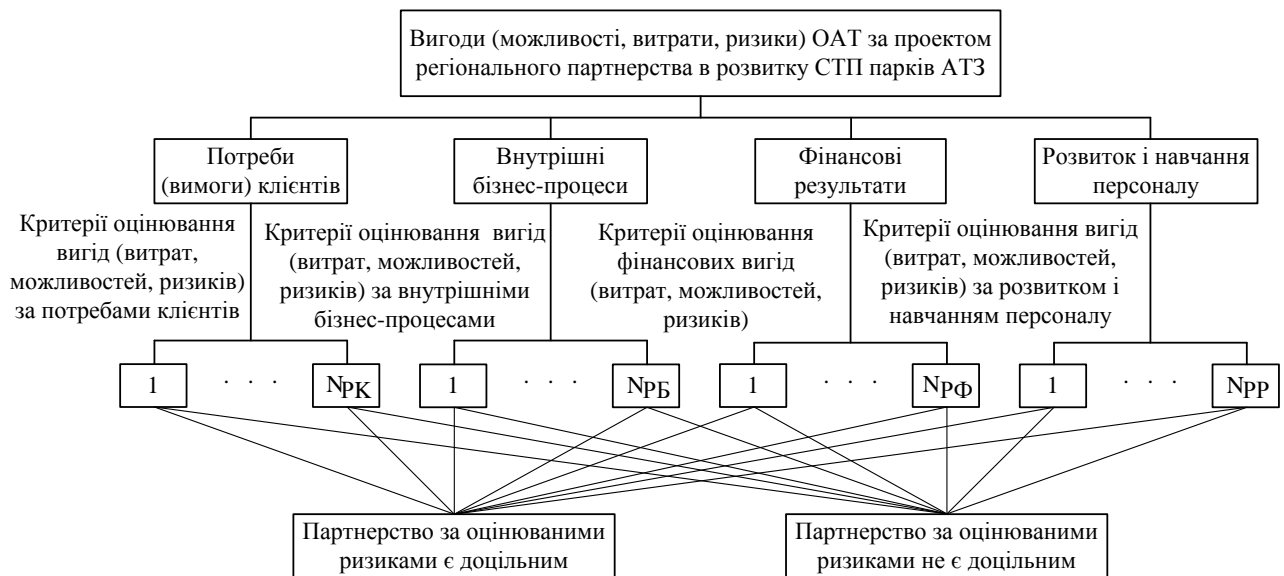 Вигоди (можливості, витрати, ризики) ОАТ за проектом
регіонального партнерства в розвитку СТП парків АТЗ
Потреби
(вимоги) клієнтів
Внутрішні
бізнес-процеси
Фінансові
результати
Розвиток і навчання
персоналу
Критерії оцінювання
вигід (витрат,
можливостей, ризиків)
за потребами клієнтів
Критерії оцінювання вигід
(витрат, можливостей,
ризиків) за внутрішніми
бізнес-процесами
Критерії оцінювання
фінансових вигід
(витрат, можливостей,
ризиків)
Критерії оцінювання вигід
(витрат, можливостей,
ризиків) за розвитком і
навчанням персоналу
1 . . . NРК 1 . . . NРБ 1 . . . NРФ 1 . . . NРР
Партнерство за оцінюваними
ризиками є доцільним
Партнерство за оцінюваними
ризиками не є доцільним